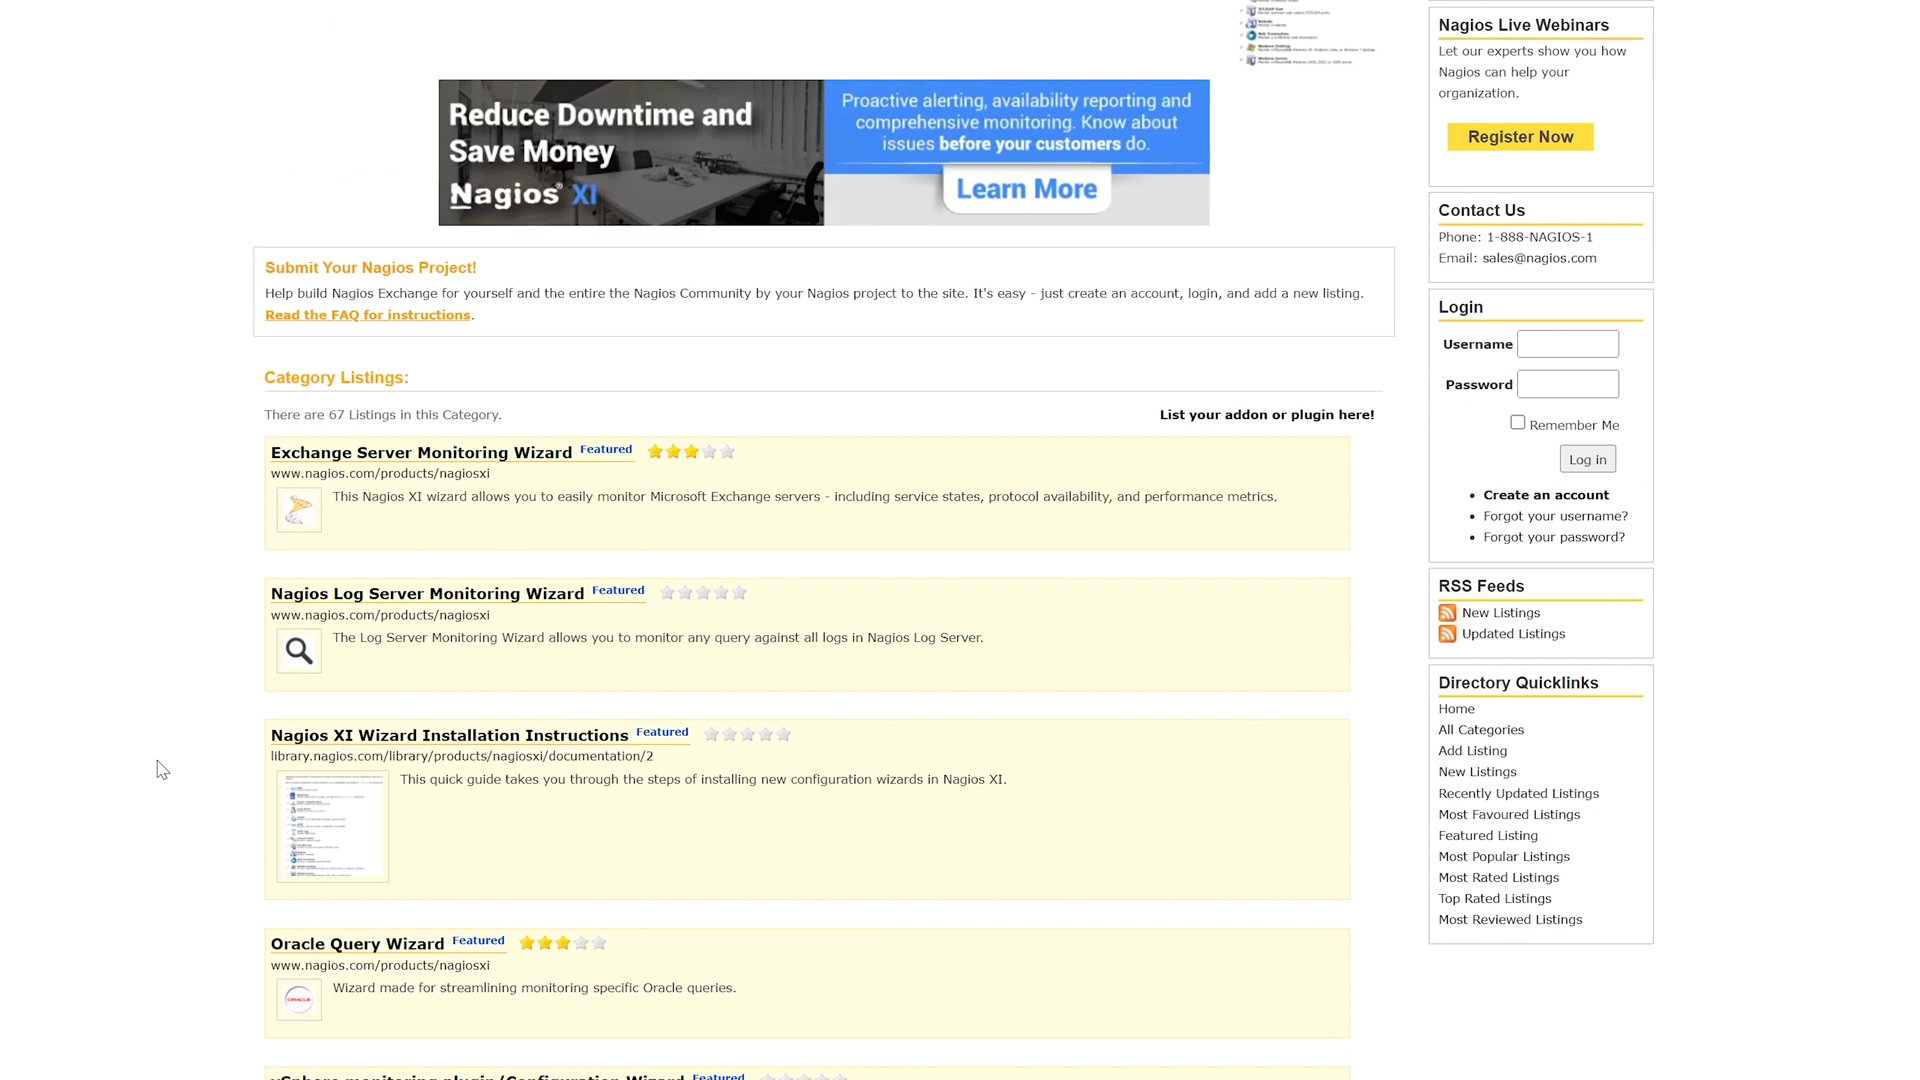 Reduce Downtime and
Save Money
Nagios® XI
Proactive alerting, availability reporting and
comprehensive monitoring. Know about
issues before your customers do.
Learn More
Submit Your Nagios Project!
Help build Nagios Exchange for yourself and the entire the Nagios Community by your Nagios project to the site. It's easy - just create an account, login, and add a new listing.
Read the FAQ for instructions.
Category Listings:
There are 67 Listings in this Category.
List your addon or plugin here!
Exchange Server Monitoring Wizard Featured
www.nagios.com/products/nagiosxi
This Nagios XI wizard allows you to easily monitor Microsoft Exchange servers - including service states, protocol availability, and performance metrics.
Nagios Log Server Monitoring Wizard Featured
www.nagios.com/products/nagiosxi
The Log Server Monitoring Wizard allows you to monitor any query against all logs in Nagios Log Server.
Nagios XI Wizard Installation Instructions Featured
library.nagios.com/library/products/nagiosxi/documentation/2
This quick guide takes you through the steps of installing new configuration wizards in Nagios XI.
Oracle Query Wizard Featured
www.nagios.com/products/nagiosxi
ORACLE
Wizard made for streamlining monitoring specific Oracle queries.
vSphere monitoring plugin/Configuration Wizard Featured
Nagios Live Webinars
Let our experts show you how
Nagios can help your
organization.
Register Now
Contact Us
Phone: 1-888-NAGIOS-1
Email: sales@nagios.com
Login
Username
Password
Remember Me
Log in
Create an account
Forgot your username?
Forgot your password?
RSS Feeds
New Listings
Updated Listings
Directory Quicklinks
Home
All Categories
Add Listing
New Listings
Recently Updated Listings
Most Favoured Listings
Featured Listing
Most Popular Listings
Most Rated Listings
Top Rated Listings
Most Reviewed Listings